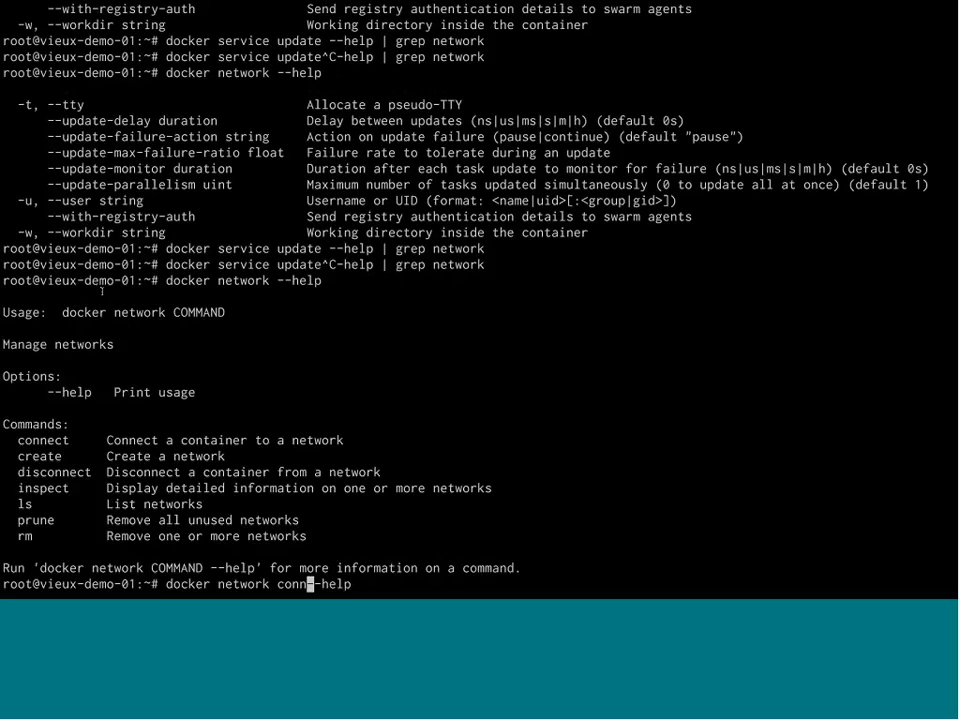 --with-registry-auth               Send registry authentication details to swarm agents
-w, --workdir string                   Working directory inside the container
root@vieux-demo-01:~# docker service update --help | grep network
root@vieux-demo-01:~# docker service update^C-help | grep network
root@vieux-demo-01:~# docker network --help
-t, --tty                              Allocate a pseudo-TTY
--update-delay duration            Delay between updates (ns|us|ms|s|m|h) (default 0s)
--update-failure-action string     Action on update failure (pause|continue) (default "pause")
--update-max-failure-ratio float   Failure rate to tolerate during an update
--update-monitor duration          Duration after each task update to monitor for failure (ns|us|ms|s|m|h) (default 0s)
--update-parallelism uint          Maximum number of tasks updated simultaneously (0 to update all at once) (default 1)
-u, --user string                      Username or UID (format: <name|uid>[:<group|gid>])
--with-registry-auth               Send registry authentication details to swarm agents
-w, --workdir string                   Working directory inside the container
root@vieux-demo-01:~# docker service update --help | grep network
root@vieux-demo-01:~# docker service update^C-help | grep network
root@vieux-demo-01:~# docker network --help
Usage:  docker network COMMAND
Manage networks
Options:
--help   Print usage
Commands:
connect     Connect a container to a network
create      Create a network
disconnect  Disconnect a container from a network
inspect     Display detailed information on one or more networks
ls          List networks
prune       Remove all unused networks
rm          Remove one or more networks
Run 'docker network COMMAND --help' for more information on a command.
root@vieux-demo-01:~# docker network conn--help